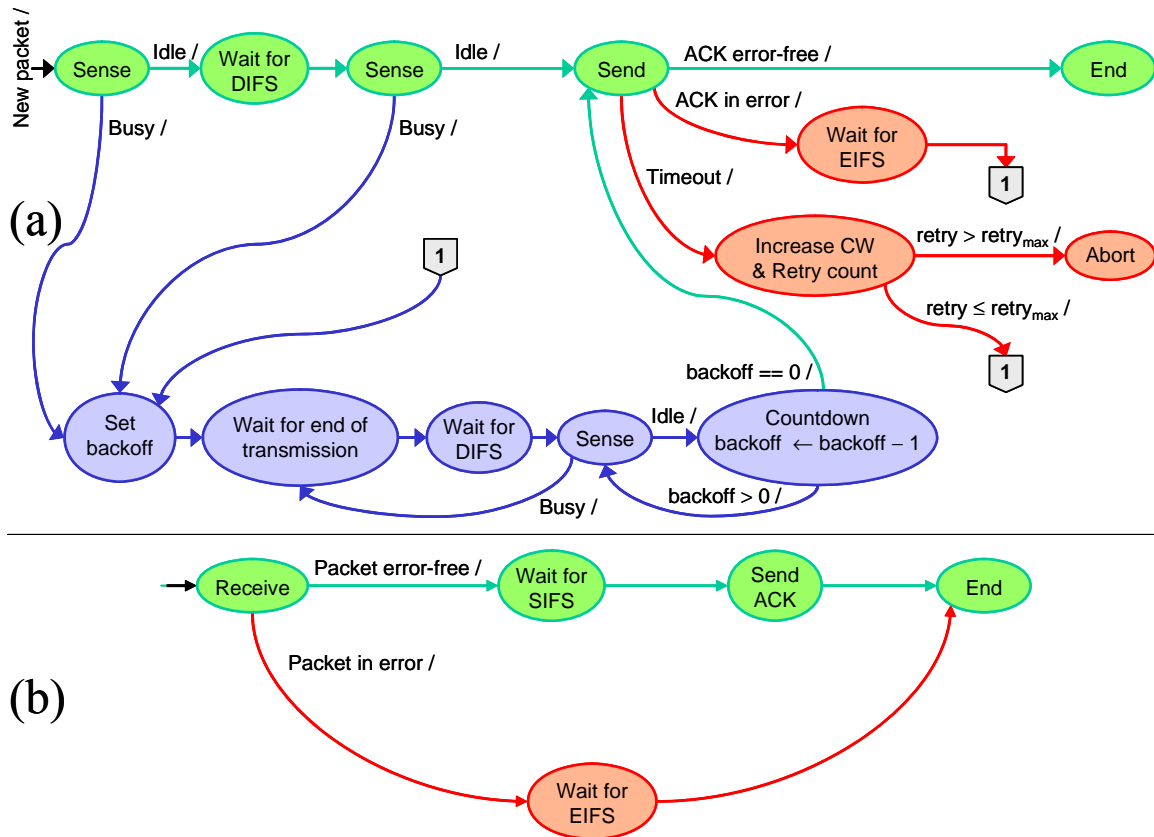 New packet /
Sense
Idle /
Wait for
DIFS
Sense
Idle /
Send
ACK error-free /
End
Busy /
Busy /
ACK in error /
Wait for
EIFS
1
Timeout /
(a)
1
Increase CW
& Retry count
retry > retrymax /
Abort
retry ≤ retrymax /
1
backoff == 0 /
Set
backoff
Wait for end of
transmission
Wait for
DIFS
Sense
Idle /
Countdown
backoff ← backoff – 1
Busy /
backoff > 0 /
(b)
Receive
Packet error-free /
Wait for
SIFS
Send
ACK
End
Packet in error /
Wait for
EIFS